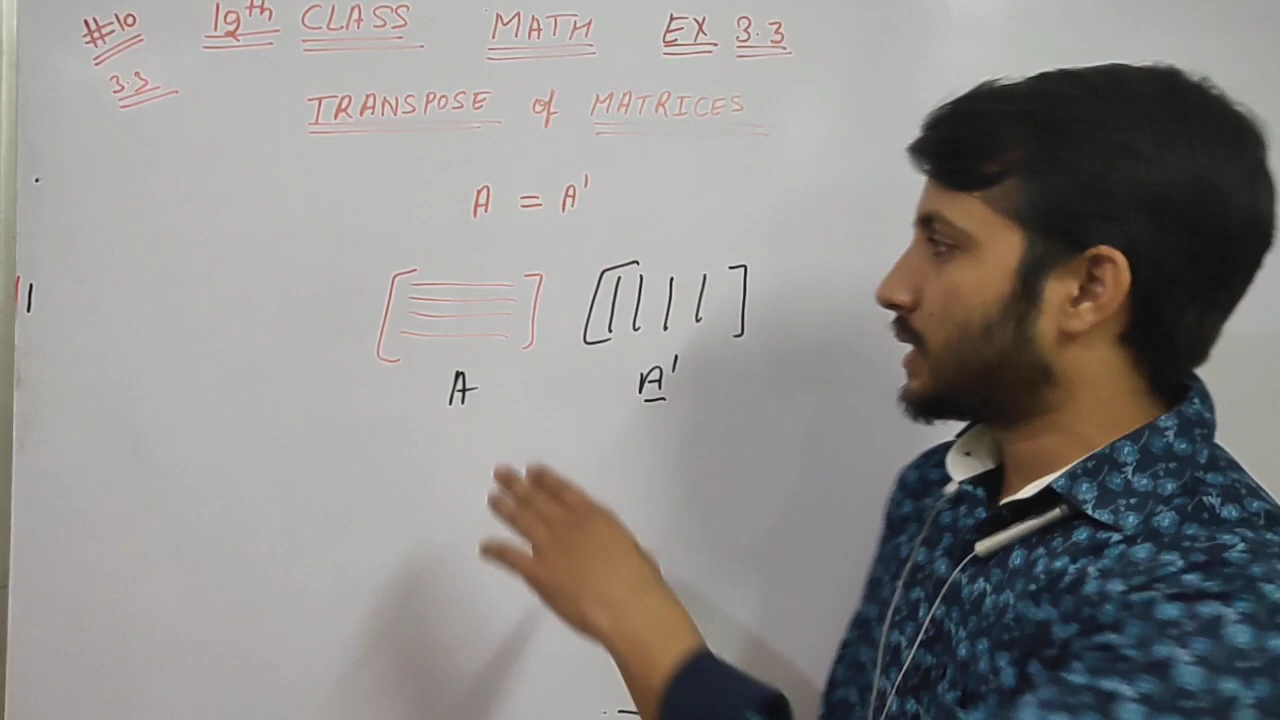 #10 12th CLASS MATH EX 3.3
3.3
TRANSPOSE of MATRICES
A = A'
A A'